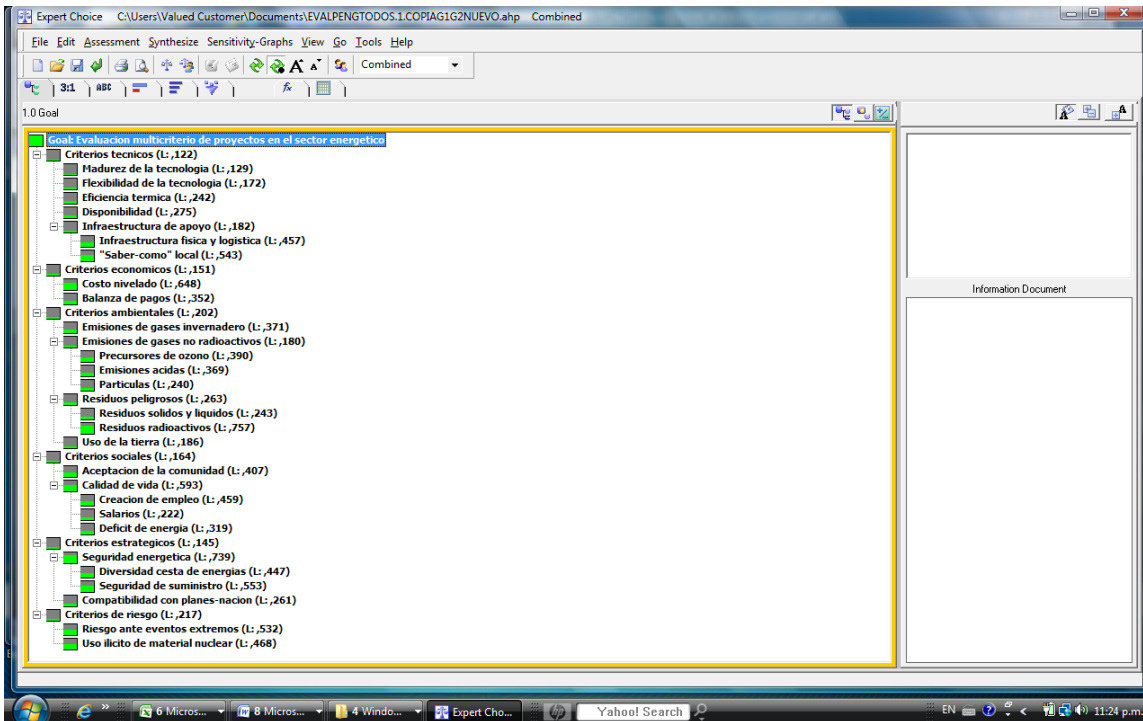 Expert Choice C:\Users\Valued Customer\Documents\EVALPENGTODOS.1.COPIAG1G2NUEVO.ahp Combined
File Edit Assessment Synthesize Sensitivity-Graphs View Go Tools Help
A A Combined
3:1 ABC fx
1.0 Goal
Goal: Evaluacion multicriterio de proyectos en el sector energetico
Criterios tecnicos (L: ,122)
Madurez de la tecnologia (L: ,129)
Flexibilidad de la tecnologia (L: ,172)
Eficiencia termica (L: ,242)
Disponibilidad (L: ,275)
Infraestructura de apoyo (L: ,182)
Infraestructura fisica y logistica (L: ,457)
"Saber-como" local (L: ,543)
Criterios economicos (L: ,151)
Costo nivelado (L: ,648)
Balanza de pagos (L: ,352)
Criterios ambientales (L: ,202)
Emisiones de gases invernadero (L: ,371)
Emisiones de gases no radioactivos (L: ,180)
Precursores de ozono (L: ,390)
Emisiones acidas (L: ,369)
Particulas (L: ,240)
Residuos peligrosos (L: ,263)
Residuos solidos y liquidos (L: ,243)
Residuos radioactivos (L: ,757)
Uso de la tierra (L: ,186)
Criterios sociales (L: ,164)
Aceptacion de la comunidad (L: ,407)
Calidad de vida (L: ,593)
Creacion de empleo (L: ,459)
Salarios (L: ,222)
Deficit de energia (L: ,319)
Criterios estrategicos (L: ,145)
Seguridad energetica (L: ,739)
Diversidad cesta de energias (L: ,447)
Seguridad de suministro (L: ,553)
Compatibilidad con planes-nacion (L: ,261)
Criterios de riesgo (L: ,217)
Riesgo ante eventos extremos (L: ,532)
Uso ilicito de material nuclear (L: ,468)
Information Document
6 Micros... 8 Micros... 4 Windo... Expert Cho... hp Yahoo! Search EN 11:24 p.m.